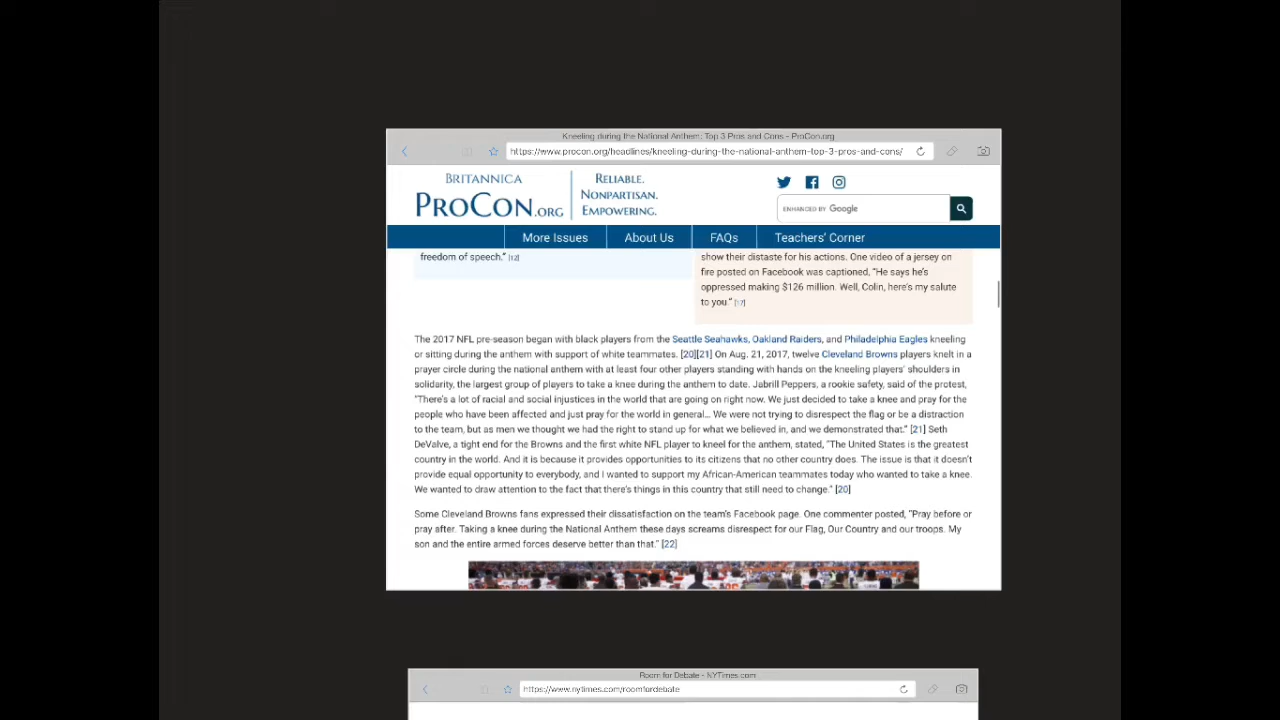 Kneeling during the National Anthem: Top 3 Pros and Cons - ProCon.org
https://www.procon.org/headlines/kneeling-during-the-national-anthem-top-3-pros-and-cons/
BRITANNICA
PROCON.ORG
RELIABLE.
NONPARTISAN.
EMPOWERING.
ENHANCED BY Google
More Issues
About Us
FAQs
Teachers' Corner
freedom of speech." [12]
show their distaste for his actions. One video of a jersey on
fire posted on Facebook was captioned, "He says he's
oppressed making $126 million. Well, Colin, here's my salute
to you." [17]
The 2017 NFL pre-season began with black players from the Seattle Seahawks, Oakland Raiders, and Philadelphia Eagles kneeling
or sitting during the anthem with support of white teammates. [20][21] On Aug. 21, 2017, twelve Cleveland Browns players knelt in a
prayer circle during the national anthem with at least four other players standing with hands on the kneeling players' shoulders in
solidarity, the largest group of players to take a knee during the anthem to date. Jabrill Peppers, a rookie safety, said of the protest,
"There's a lot of racial and social injustices in the world that are going on right now. We just decided to take a knee and pray for the
people who have been affected and just pray for the world in general… We were not trying to disrespect the flag or be a distraction
to the team, but as men we thought we had the right to stand up for what we believed in, and we demonstrated that." [21] Seth
DeValve, a tight end for the Browns and the first white NFL player to kneel for the anthem, stated, "The United States is the greatest
country in the world. And it is because it provides opportunities to its citizens that no other country does. The issue is that it doesn't
provide equal opportunity to everybody, and I wanted to support my African-American teammates today who wanted to take a knee.
We wanted to draw attention to the fact that there's things in this country that still need to change." [20]
Some Cleveland Browns fans expressed their dissatisfaction on the team's Facebook page. One commenter posted, "Pray before or
pray after. Taking a knee during the National Anthem these days screams disrespect for our Flag, Our Country and our troops. My
son and the entire armed forces deserve better than that." [22]
Room for Debate - NYTimes.com
https://www.nytimes.com/roomfordebate